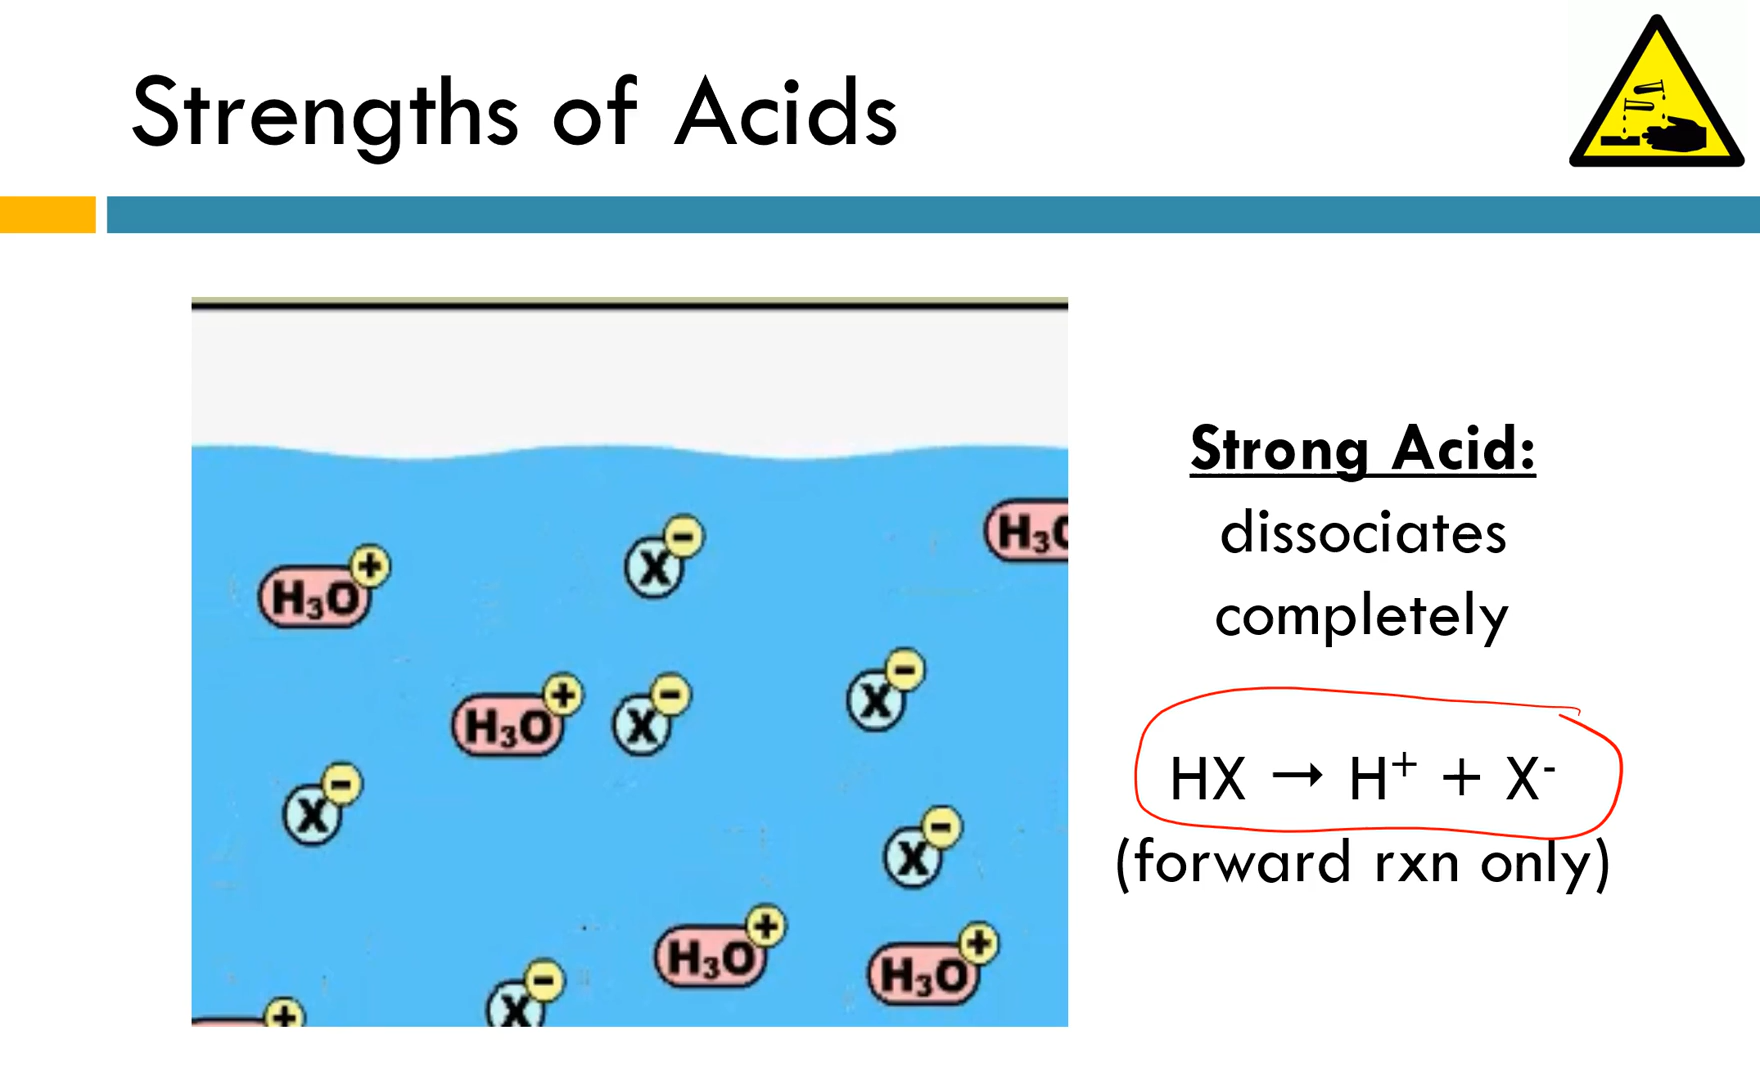 Strengths of Acids
Strong Acid:
dissociates
completely
HX → H⁺ + X⁻
(forward rxn only)
X⁻
H₃O
H₃O⁺
X⁻
H₃O⁺
X⁻
X⁻
X⁻
H₃O⁺
H₃O⁺
X⁻
+